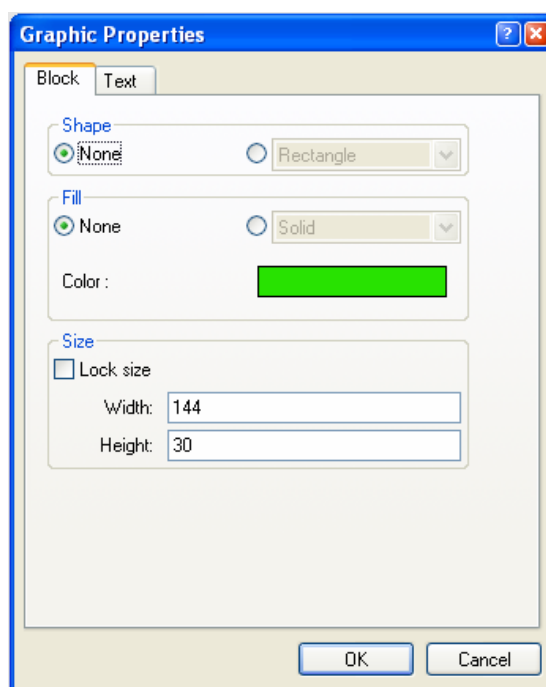 Graphic Properties
Block Text
Shape
None Rectangle
Fill
None Solid
Color :
Size
Lock size
Width: 144
Height: 30
OK Cancel